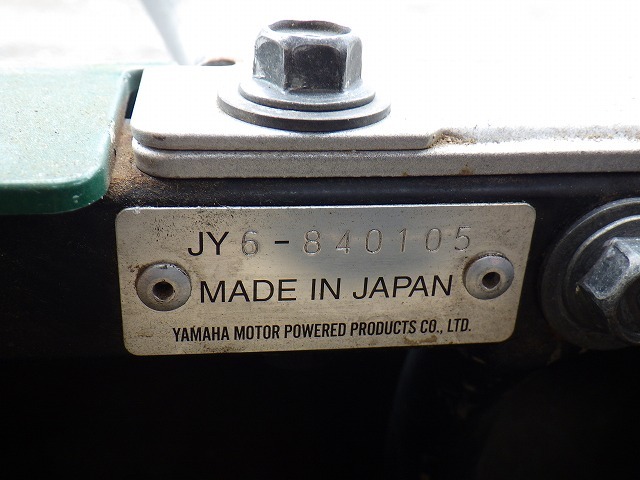 JY6-840105
MADE IN JAPAN
YAMAHA MOTOR POWERED PRODUCTS CO., LTD.